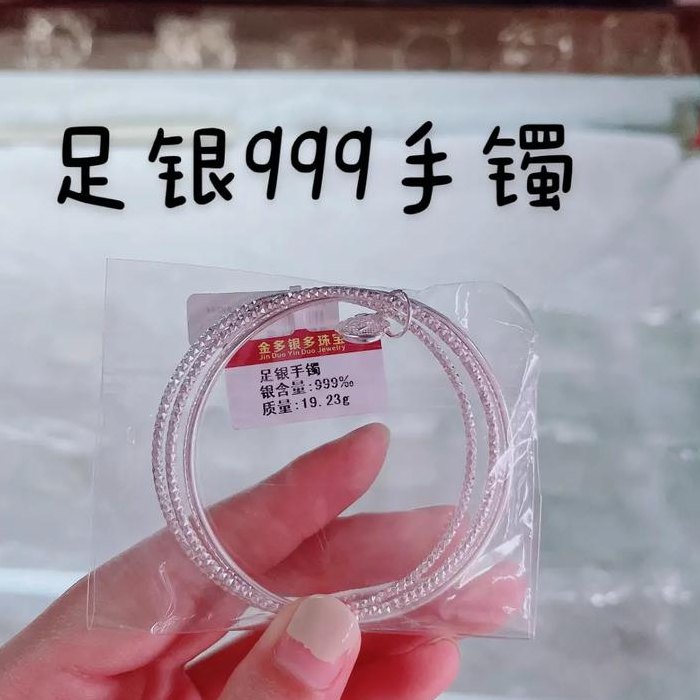 足银999手镯
金多银多珠宝
Jin Duo Yin Duo Jewelry
足银手镯
银含量:999‰
质量:19.23g